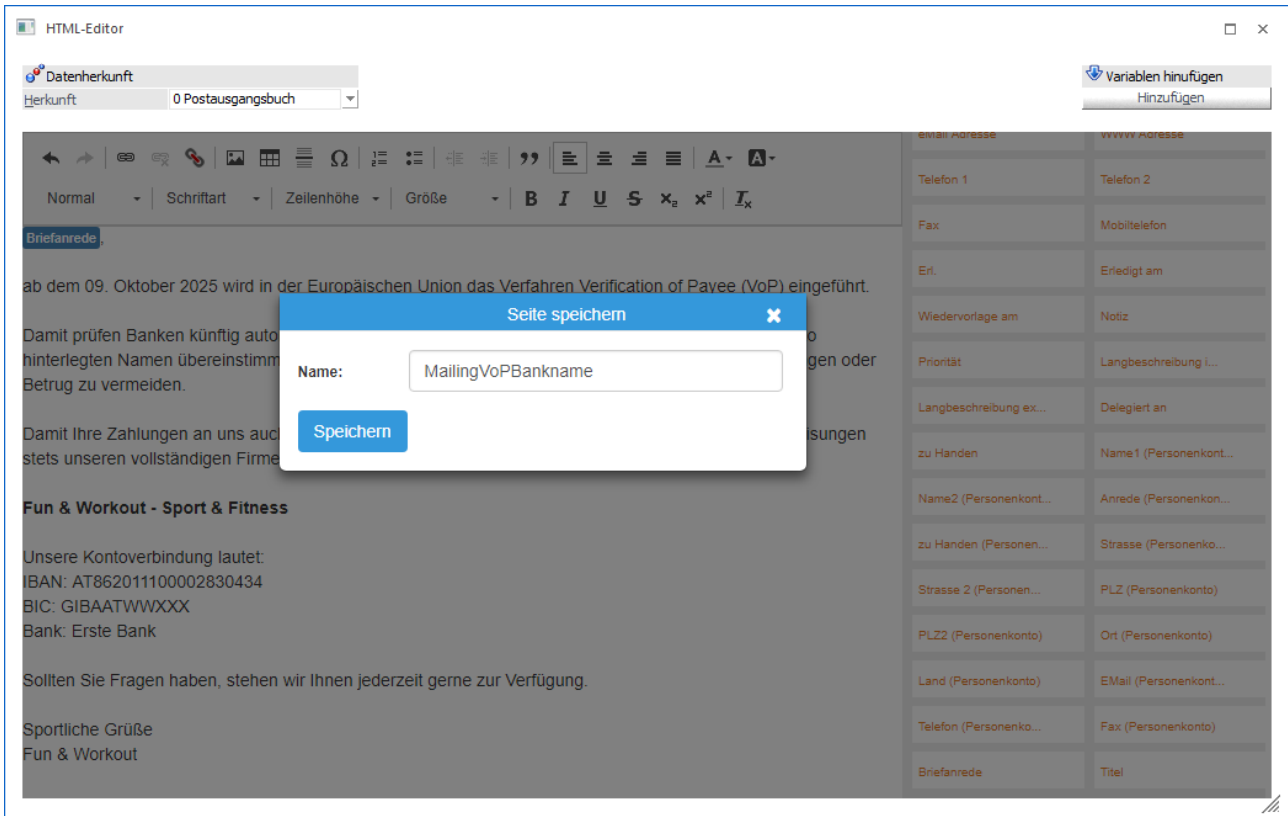 HTML-Editor
Datenherkunft
Variablen hinufügen
Herkunft 0 Postausgangsbuch
Hinzufügen
eMail Adresse WWW Adresse
Normal Schriftart Zeilenhöhe Größe B I U S x₂ x² Tx
Telefon 1 Telefon 2
Fax Mobiltelefon
Erl. Erledigt am
Wiedervorlage am Notiz
Priorität Langbeschreibung i...
Langbeschreibung ex... Delegiert an
zu Handen Name1 (Personenkont...
Name2 (Personenkont... Anrede (Personenkon...
zu Handen (Personen... Strasse (Personenko...
Strasse 2 (Personen... PLZ (Personenkonto)
PLZ2 (Personenkonto) Ort (Personenkonto)
Land (Personenkonto) EMail (Personenkont...
Telefon (Personenko... Fax (Personenkonto)
Briefanrede Titel
Briefanrede,
ab dem 09. Oktober 2025 wird in der Europäischen Union das Verfahren Verification of Payee (VoP) eingeführt.
Damit prüfen Banken künftig auto
hinterlegten Namen übereinstimm gen oder
Betrug zu vermeiden.
Damit Ihre Zahlungen an uns auc isungen
stets unseren vollständigen Firme
Seite speichern
Name: MailingVoPBankname
Speichern
Fun & Workout - Sport & Fitness
Unsere Kontoverbindung lautet:
IBAN: AT862011100002830434
BIC: GIBAATWWXXX
Bank: Erste Bank
Sollten Sie Fragen haben, stehen wir Ihnen jederzeit gerne zur Verfügung.
Sportliche Grüße
Fun & Workout